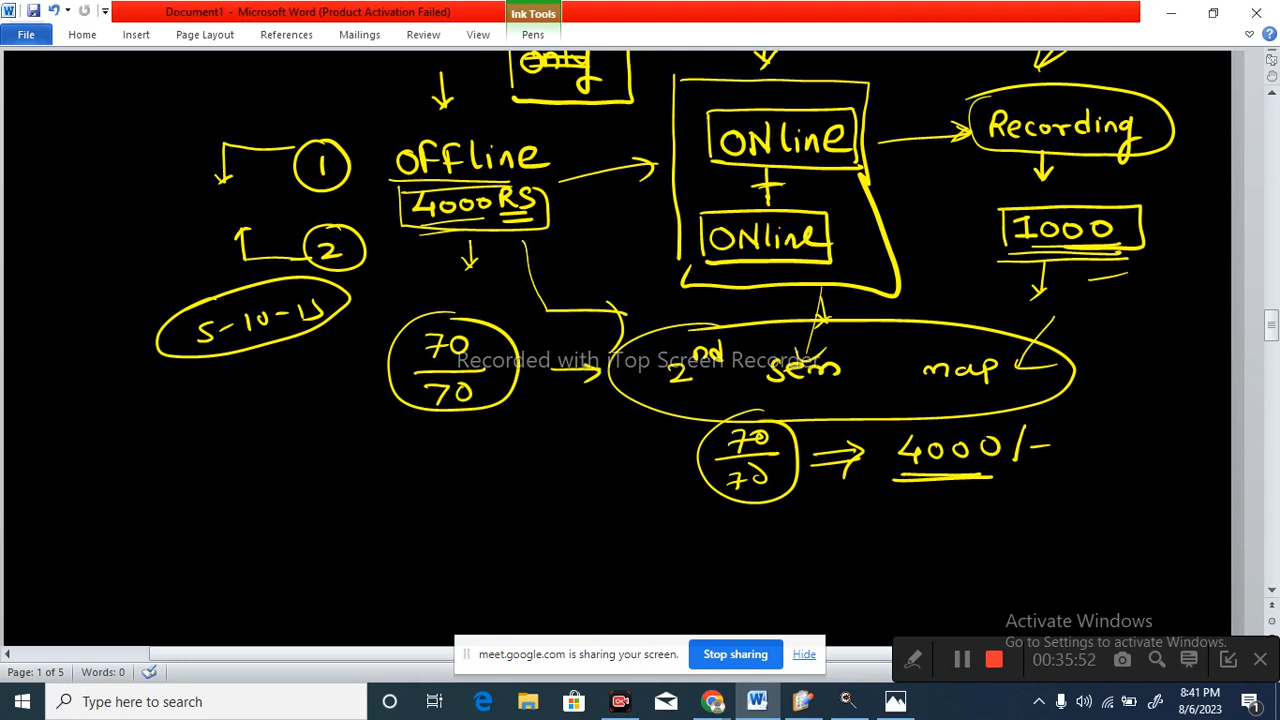 Document1 - Microsoft Word (Product Activation Failed)
Ink Tools
File Home Insert Page Layout References Mailings Review View Pens
only
ONline
Recording
1
OFFline
4000 RS
+
1000
2
ONline
5-10-15
70
70
2nd sem map
Recorded with iTop Screen Recorder
70
70
4000/-
Activate Windows
Go to Settings to activate Windows.
meet.google.com is sharing your screen. Stop sharing Hide
00:35:52
Page: 1 of 5 Words: 0
Type here to search
8:41 PM
8/6/2023